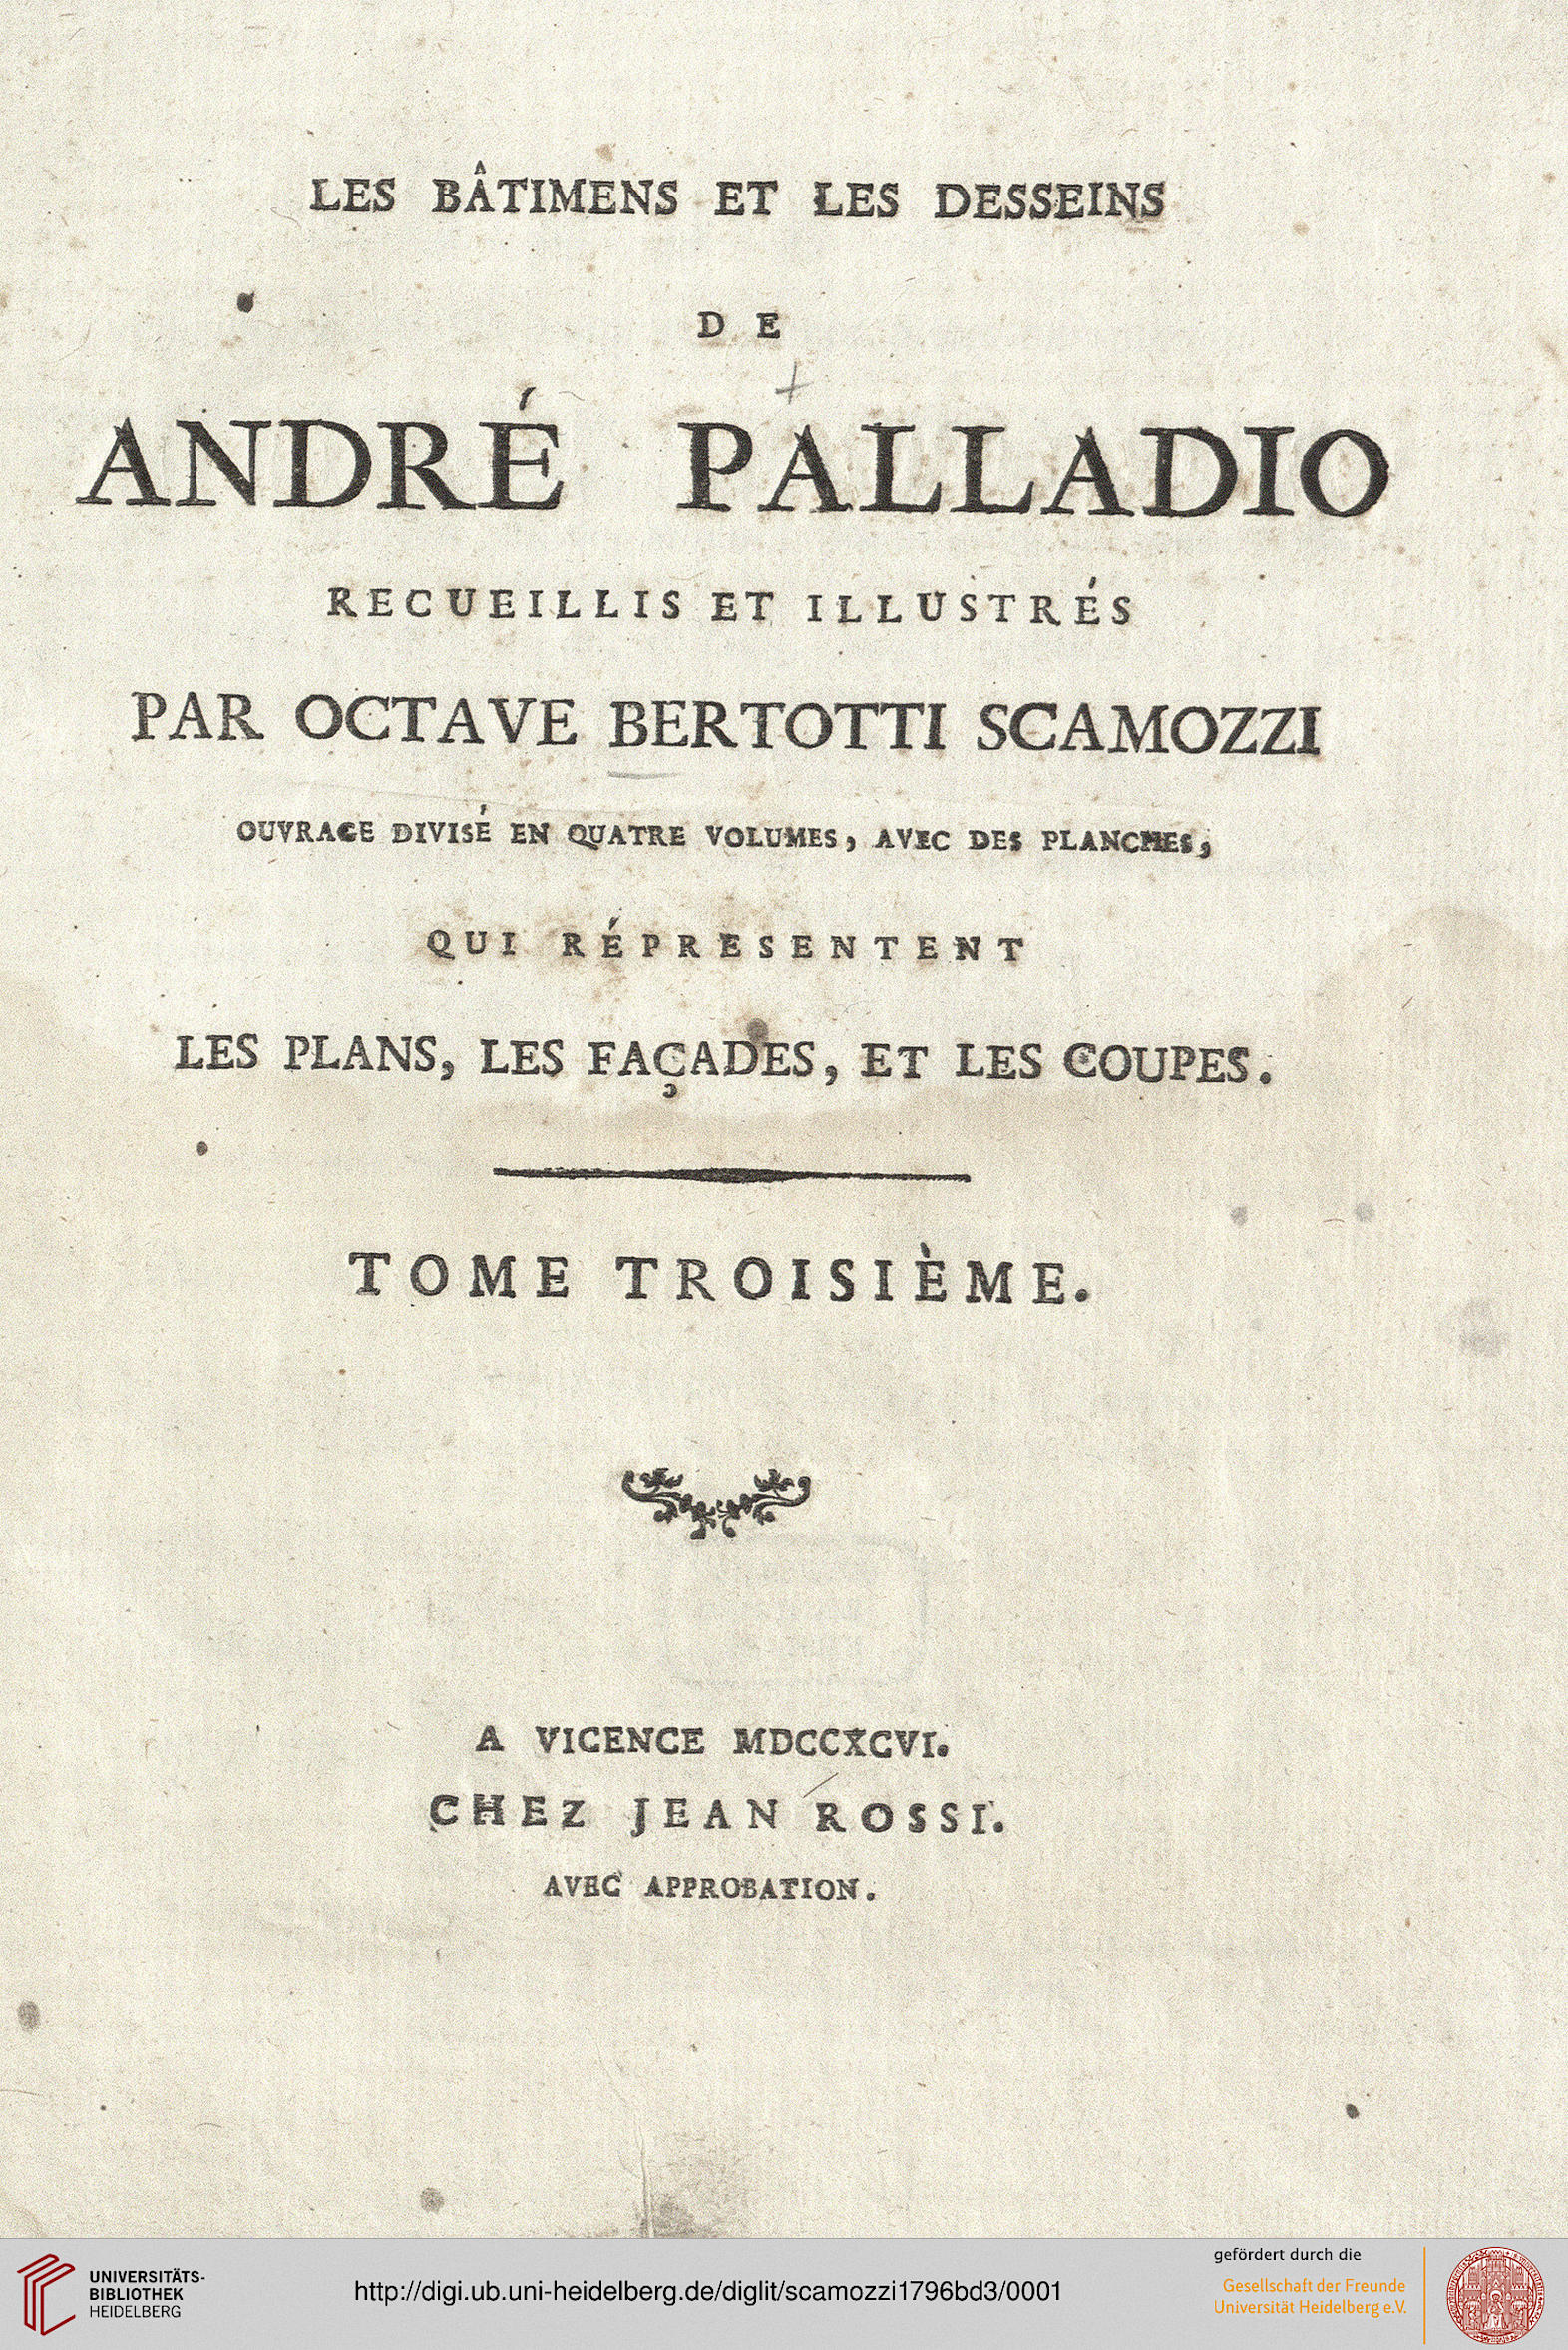 LES BÂTIMENS ET LES DESSEINS
DE
ANDRÉ PALLADIO
RECUEILLIS ET ILLUSTRÉS
PAR OCTAVE BERTOTTI SCAMOZZI
OUVRAGE DIVISÉ EN QUATRE VOLUMES, AVEC DES PLANCHES,
QUI RÉPRESENTENT
LES PLANS, LES FAÇADES, ET LES COUPES.
TOME TROISIÈME.
A VICENCE MDCCXCVI.
CHEZ JEAN ROSSI.
AVEC APPROBATION.
UNIVERSITÄTS-
BIBLIOTHEK
HEIDELBERG
http://digi.ub.uni-heidelberg.de/diglit/scamozzi1796bd3/0001
gefördert durch die
Gesellschaft der Freunde
Universität Heidelberg e.V.